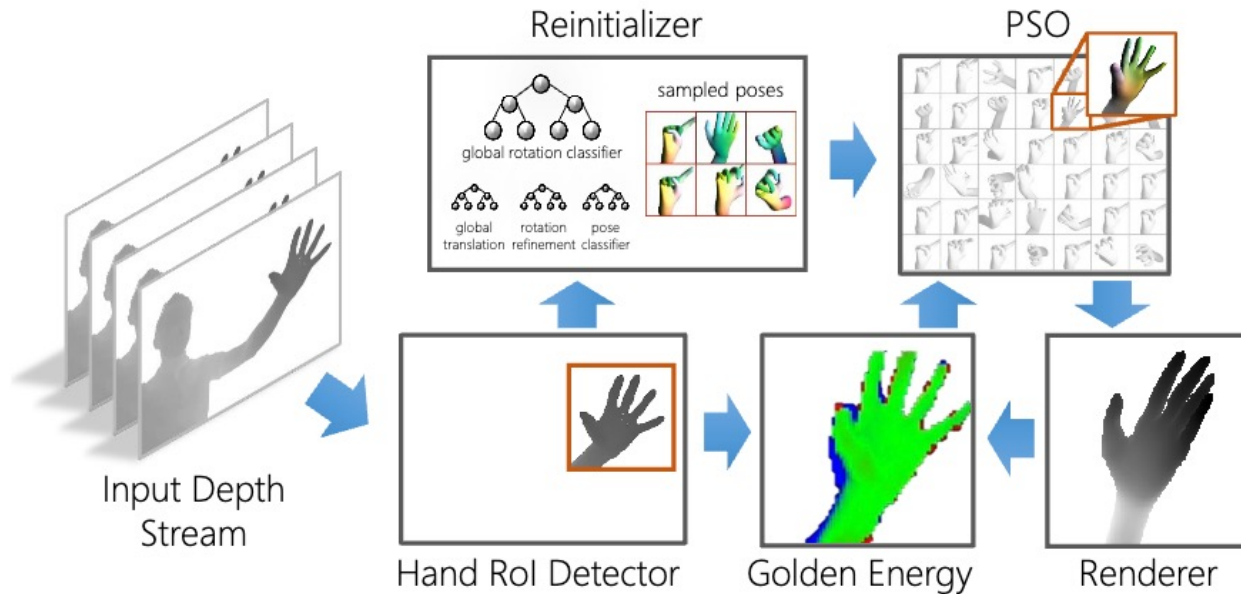 Reinitializer
PSO
sampled poses
global rotation classifier
global
translation
rotation
refinement
pose
classifier
Input Depth
Stream
Hand RoI Detector
Golden Energy
Renderer